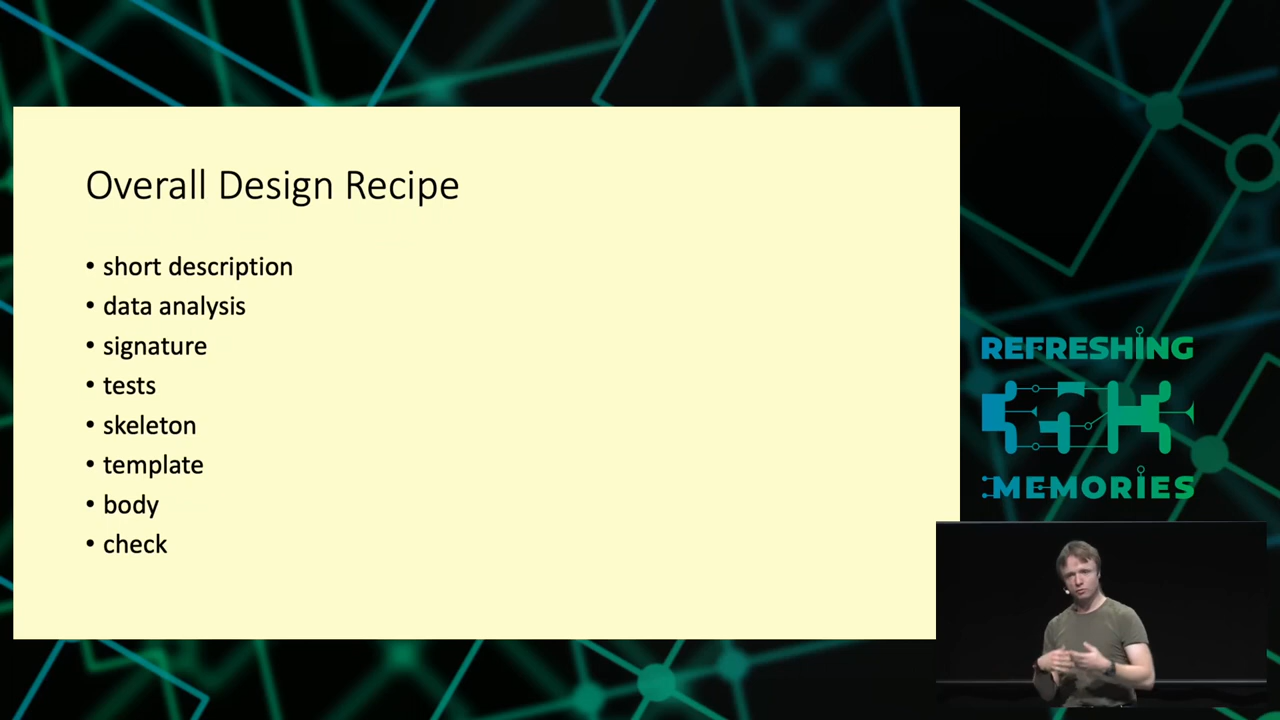 Overall Design Recipe
• short description
• data analysis
• signature
• tests
• skeleton
• template
• body
• check
REFRESHING
MEMORIES